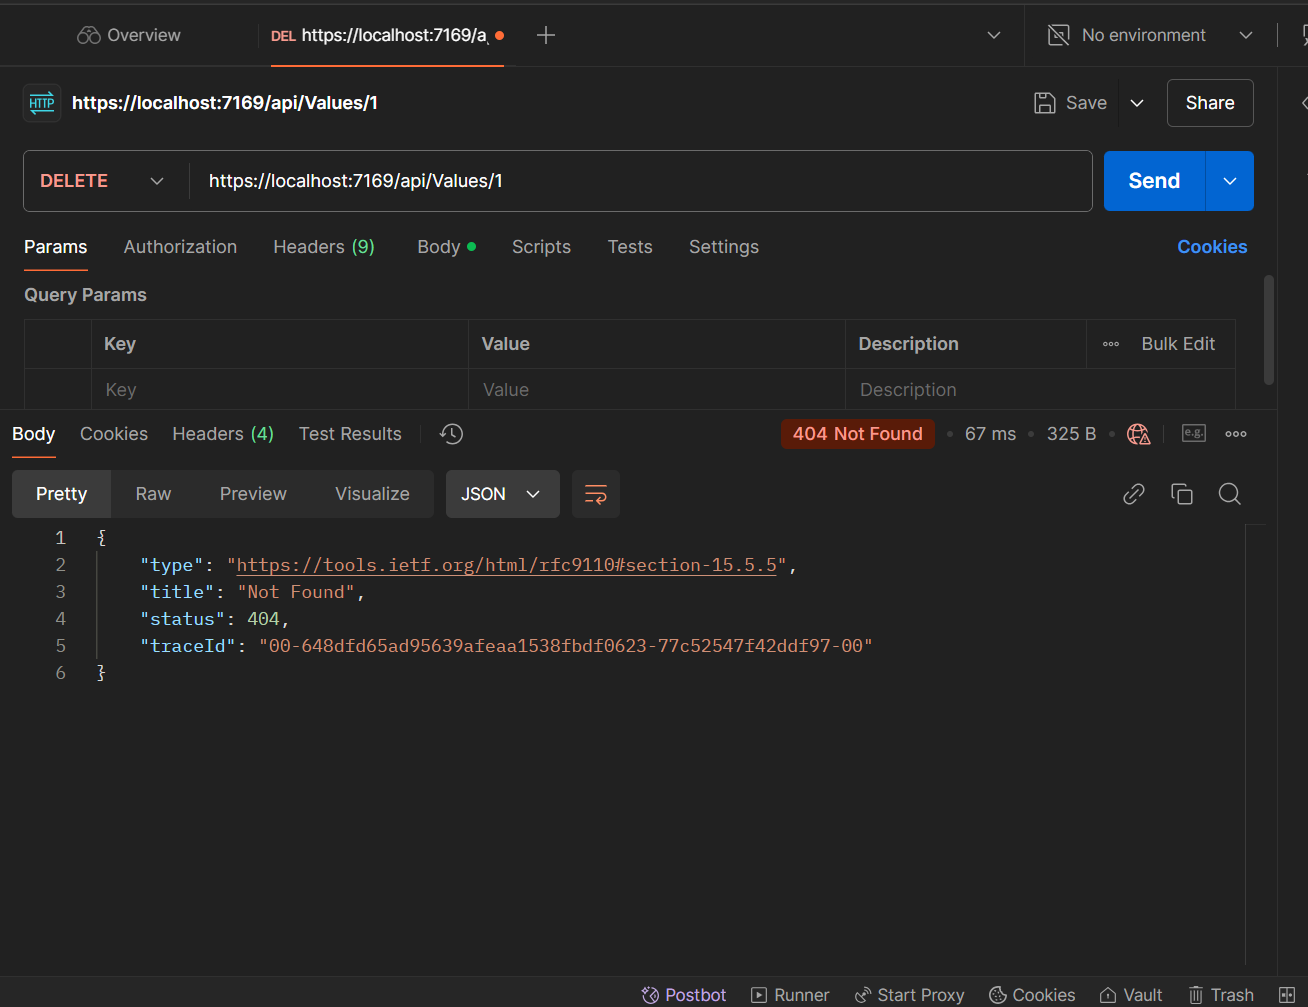 Overview
DEL https://localhost:7169/a
No environment
HTTP https://localhost:7169/api/Values/1
Save
Share
DELETE https://localhost:7169/api/Values/1
Send
Params Authorization Headers (9) Body Scripts Tests Settings Cookies
Query Params
Key Value Description Bulk Edit
Key Value Description
Body Cookies Headers (4) Test Results 404 Not Found 67 ms 325 B e.g.
Pretty Raw Preview Visualize JSON
1 {
2 "type": "https://tools.ietf.org/html/rfc9110#section-15.5.5",
3 "title": "Not Found",
4 "status": 404,
5 "traceId": "00-648dfd65ad95639afeaa1538fbdf0623-77c52547f42ddf97-00"
6 }
Postbot Runner Start Proxy Cookies Vault Trash